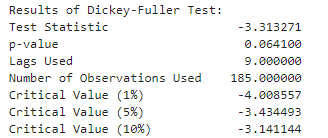 Results of Dickey-Fuller Test:
Test Statistic -3.313271
p-value 0.064100
Lags Used 9.000000
Number of Observations Used 185.000000
Critical Value (1%) -4.008557
Critical Value (5%) -3.434493
Critical Value (10%) -3.141144